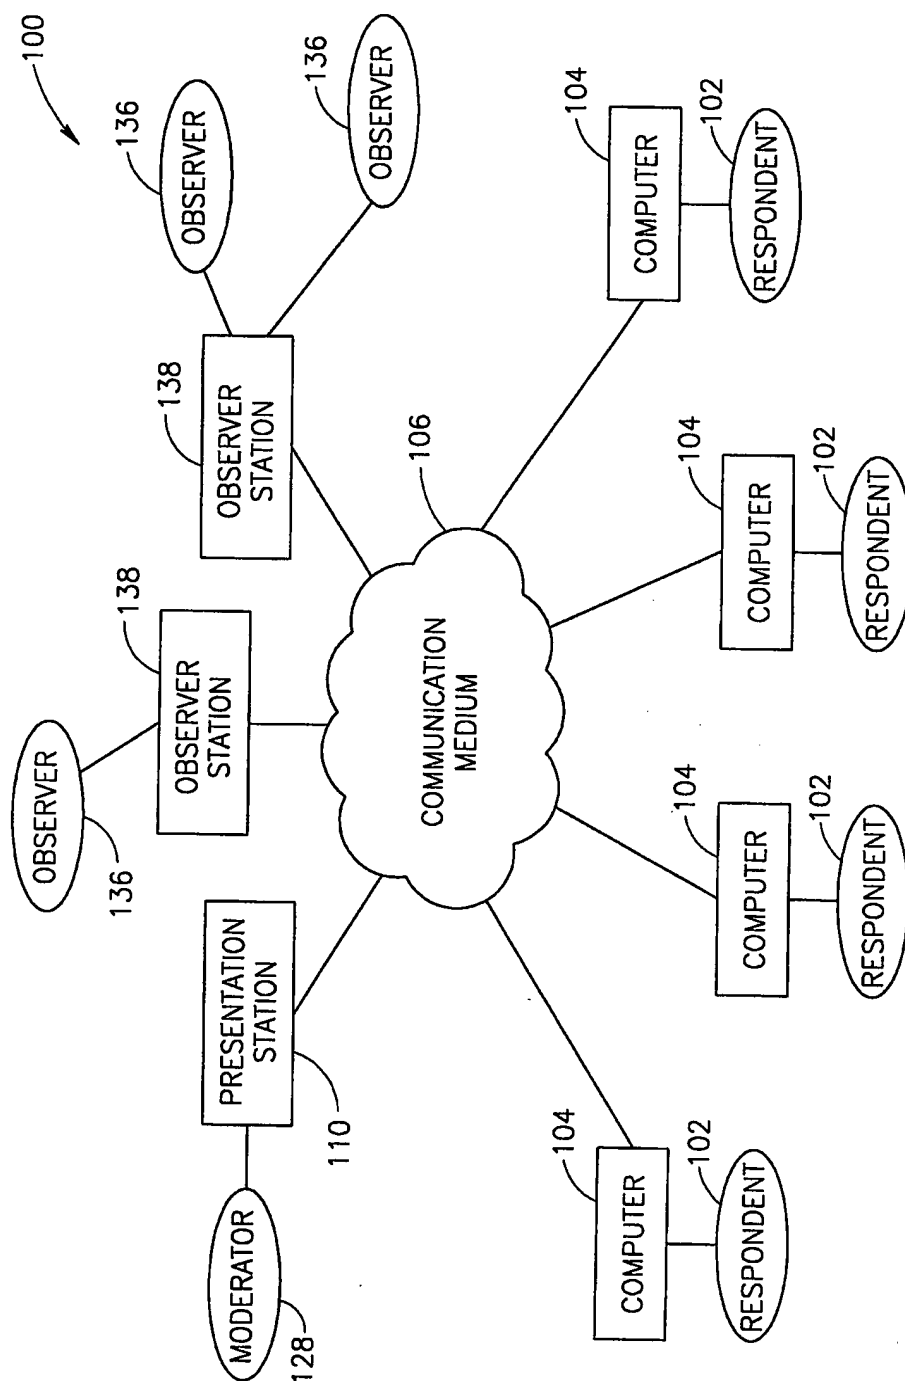 100
OBSERVER
136
136
OBSERVER
138
OBSERVER
STATION
138
OBSERVER
STATION
MODERATOR
128
PRESENTATION
STATION
110
136
OBSERVER
106
COMMUNICATION
MEDIUM
104
COMPUTER
102
RESPONDENT
104
COMPUTER
102
RESPONDENT
104
COMPUTER
102
RESPONDENT
104
COMPUTER
102
RESPONDENT